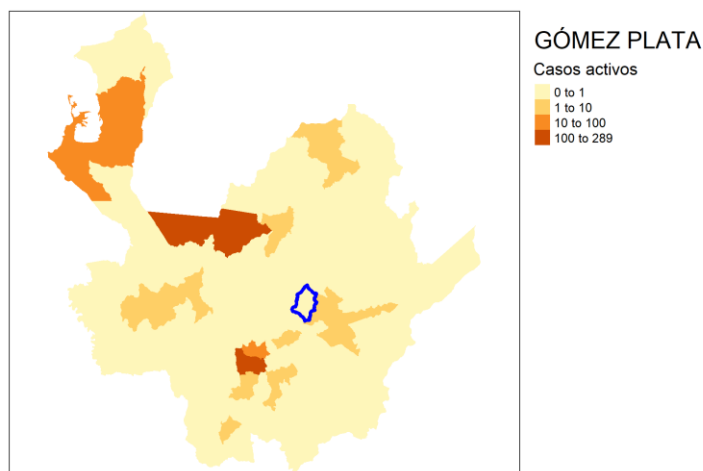 GÓMEZ PLATA
Casos activos
0 to 1
1 to 10
10 to 100
100 to 289